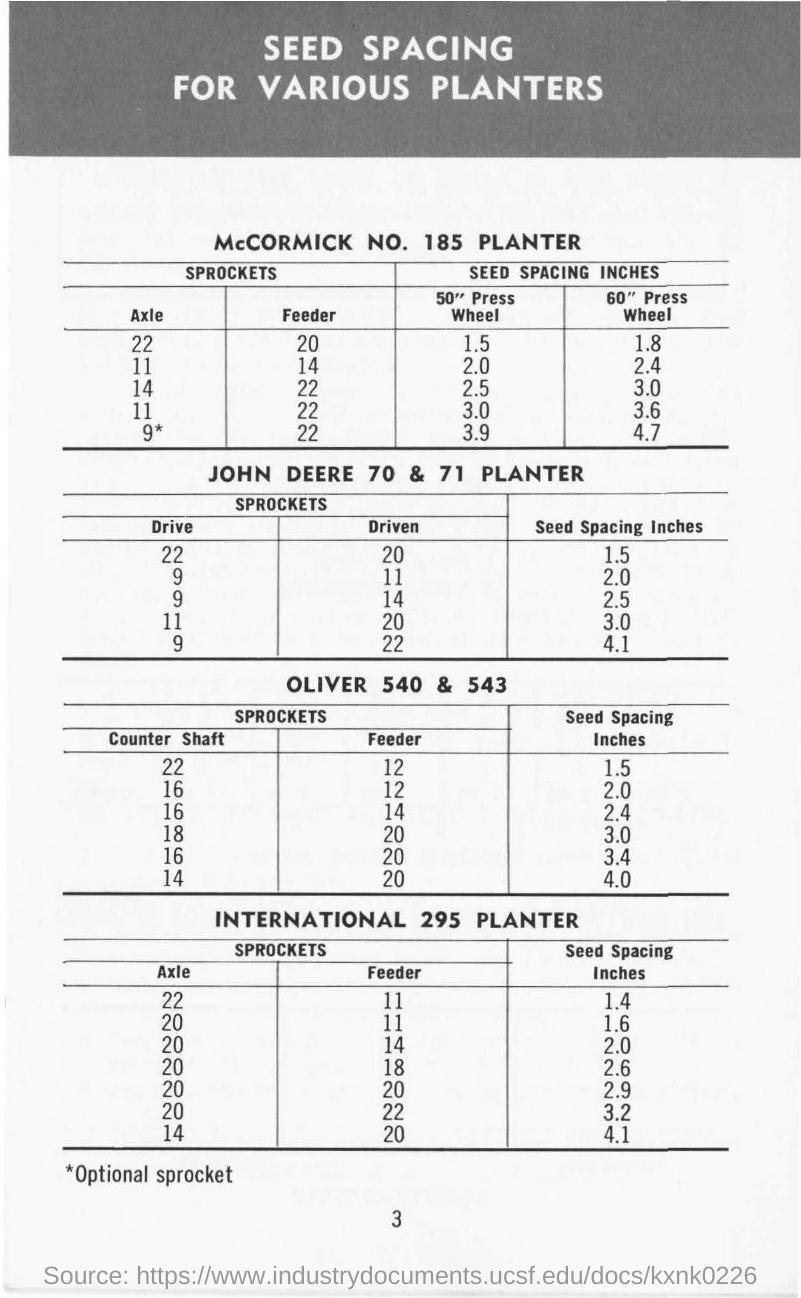 SEED SPACING
FOR VARIOUS PLANTERS
McCORMICK NO. 185 PLANTER
SPROCKETS SEED SPACING INCHES
Axle Feeder 50" Press Wheel 60" Press Wheel
22 20 1.5 1.8
11 14 2.0 2.4
14 22 2.5 3.0
11 22 3.0 3.6
9* 22 3.9 4.7
JOHN DEERE 70 & 71 PLANTER
SPROCKETS
Drive Driven Seed Spacing Inches
22 20 1.5
9 11 2.0
9 14 2.5
11 20 3.0
9 22 4.1
OLIVER 540 & 543
SPROCKETS Seed Spacing
Counter Shaft Feeder Inches
22 12 1.5
16 12 2.0
16 14 2.4
18 20 3.0
16 20 3.4
14 20 4.0
INTERNATIONAL 295 PLANTER
SPROCKETS Seed Spacing
Axle Feeder Inches
22 11 1.4
20 11 1.6
20 14 2.0
20 18 2.6
20 20 2.9
20 22 3.2
14 20 4.1
*Optional sprocket
3
Source: https://www.industrydocuments.ucsf.edu/docs/kxnk0226